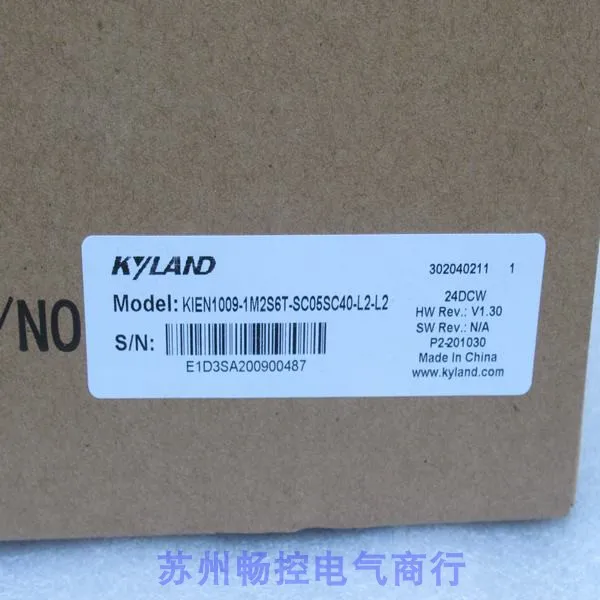 KYLAND
302040211 1
Model: KIEN1009-1M2S6T-SC05SC40-L2-L2
24DCW
HW Rev.: V1.30
S/N:
SW Rev.: N/A
P2-201030
E1D3SA200900487
Made In China
www.kyland.com
/NO
苏州畅控电气商行